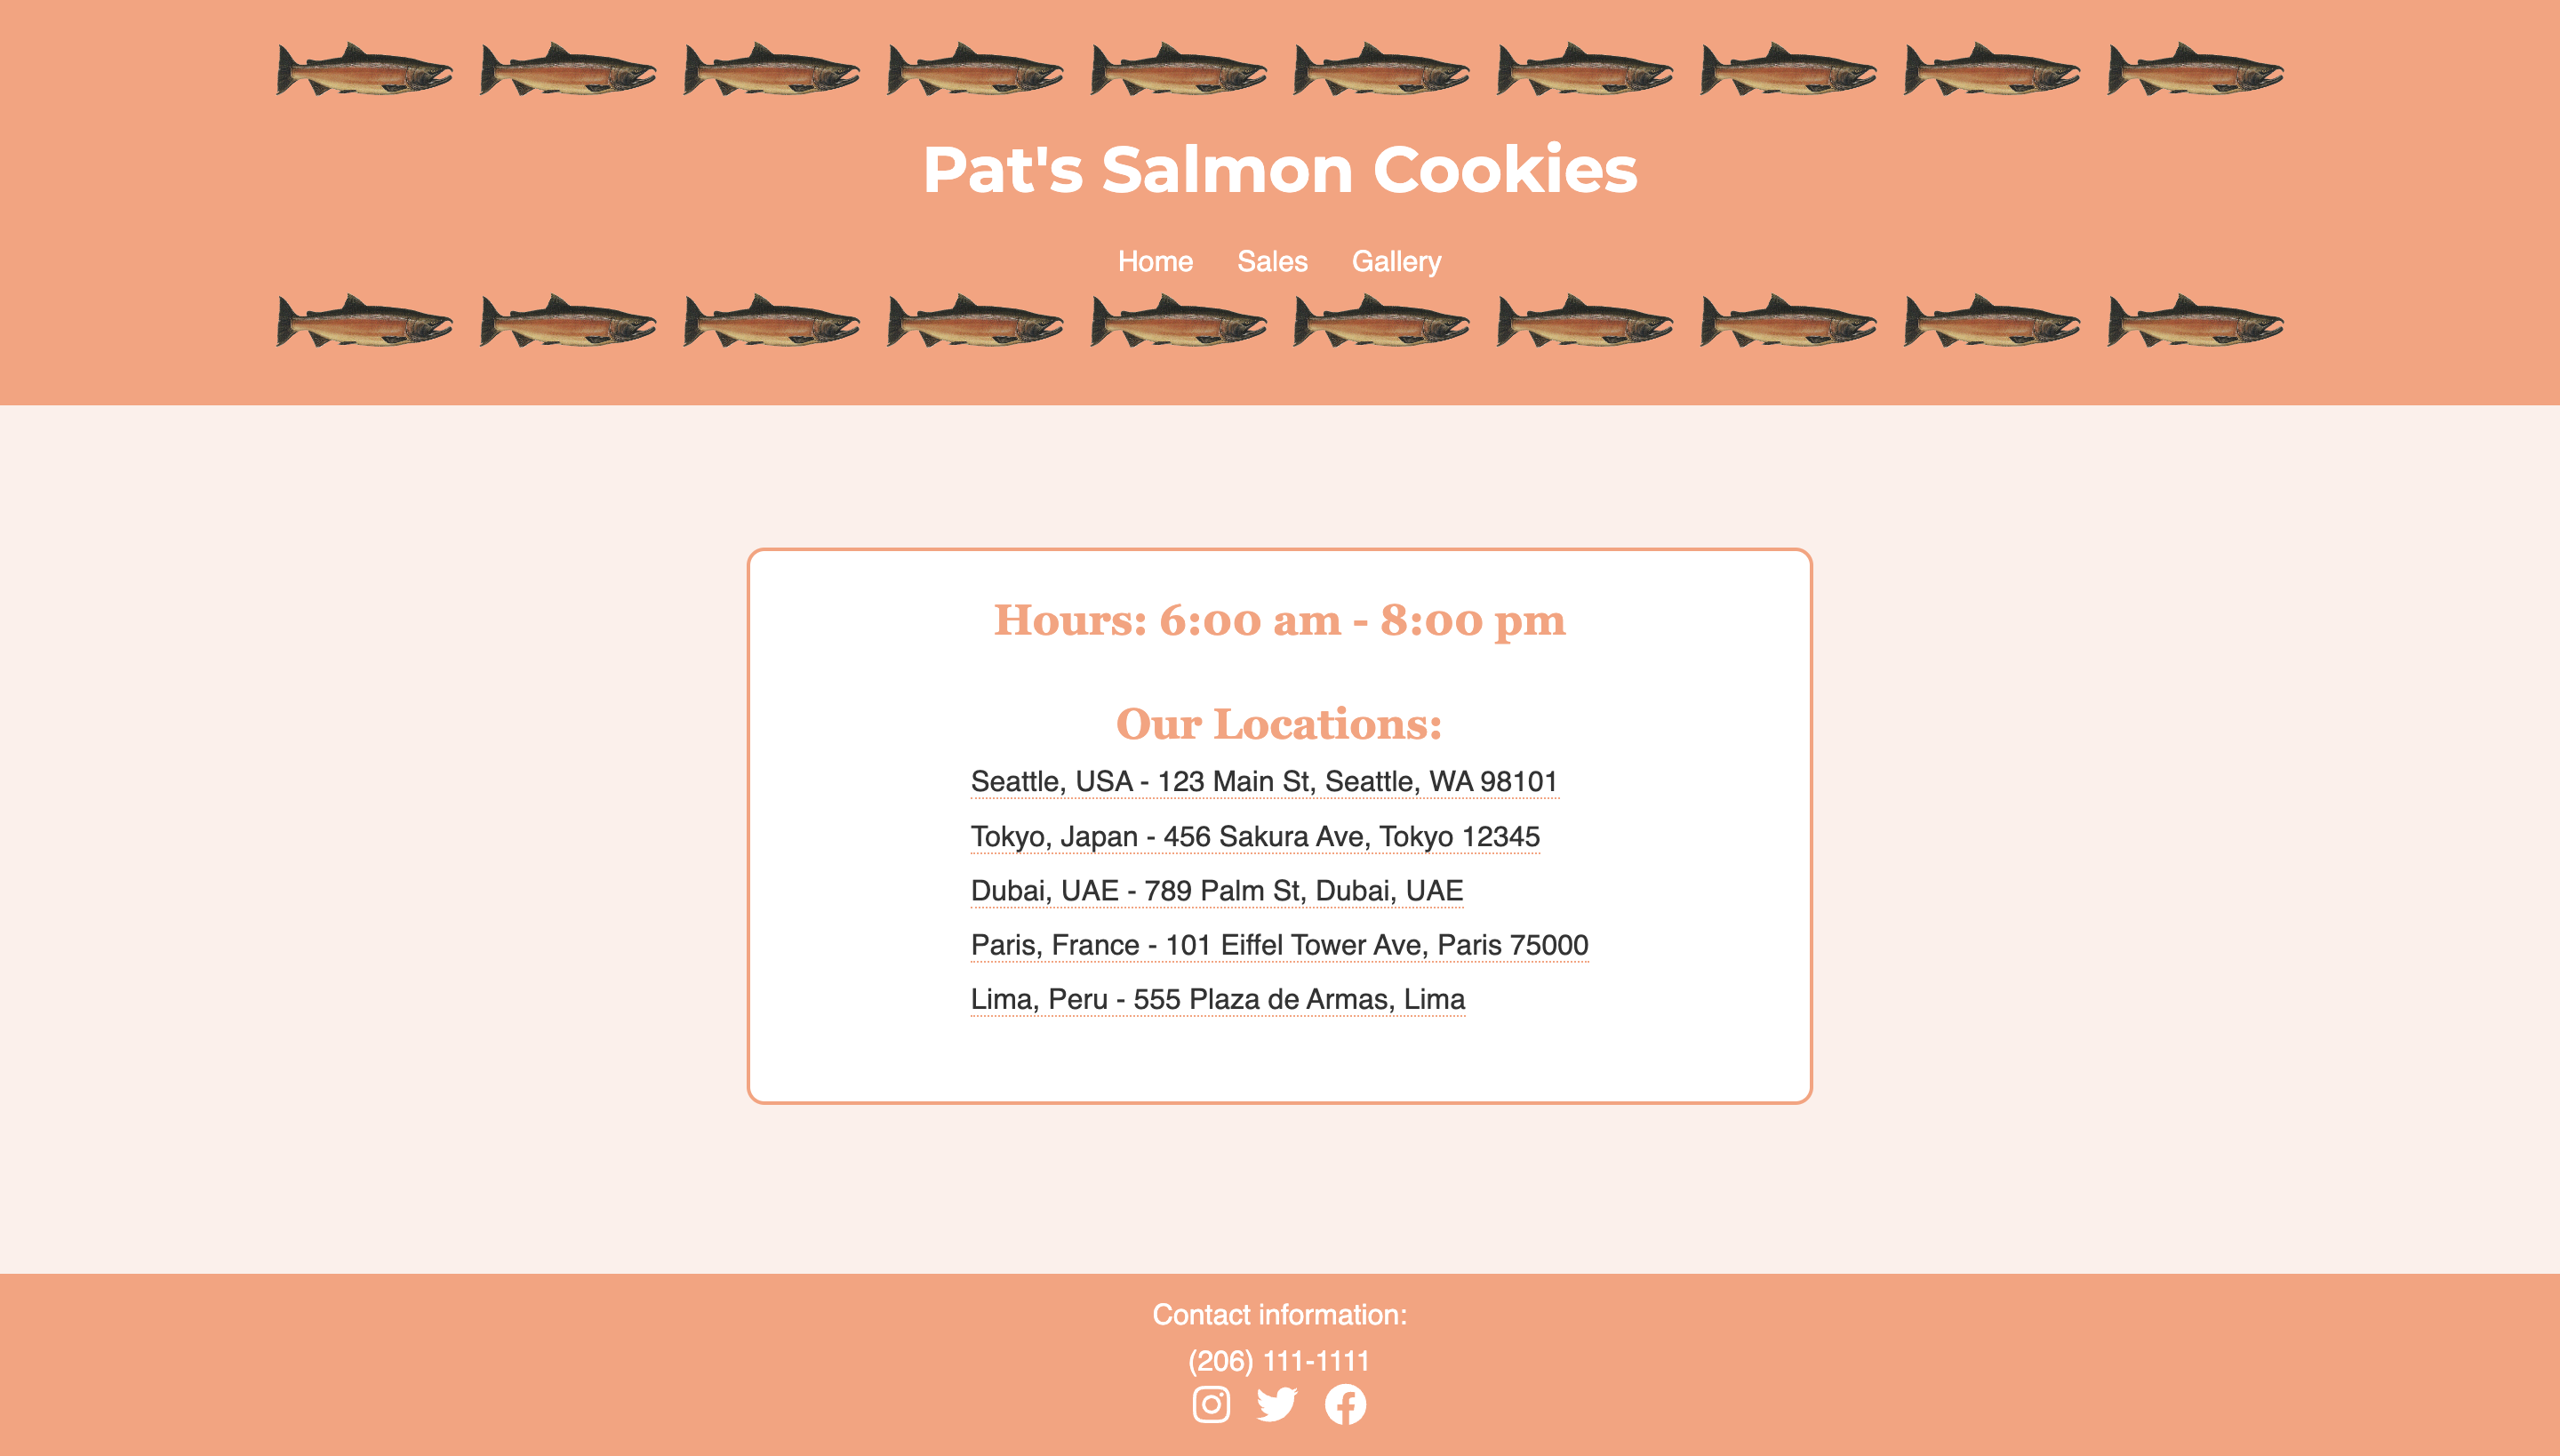 Pat's Salmon Cookies
Home Sales Gallery
Hours: 6:00 am - 8:00 pm
Our Locations:
Seattle, USA - 123 Main St, Seattle, WA 98101
Tokyo, Japan - 456 Sakura Ave, Tokyo 12345
Dubai, UAE - 789 Palm St, Dubai, UAE
Paris, France - 101 Eiffel Tower Ave, Paris 75000
Lima, Peru - 555 Plaza de Armas, Lima
Contact information:
(206) 111-1111